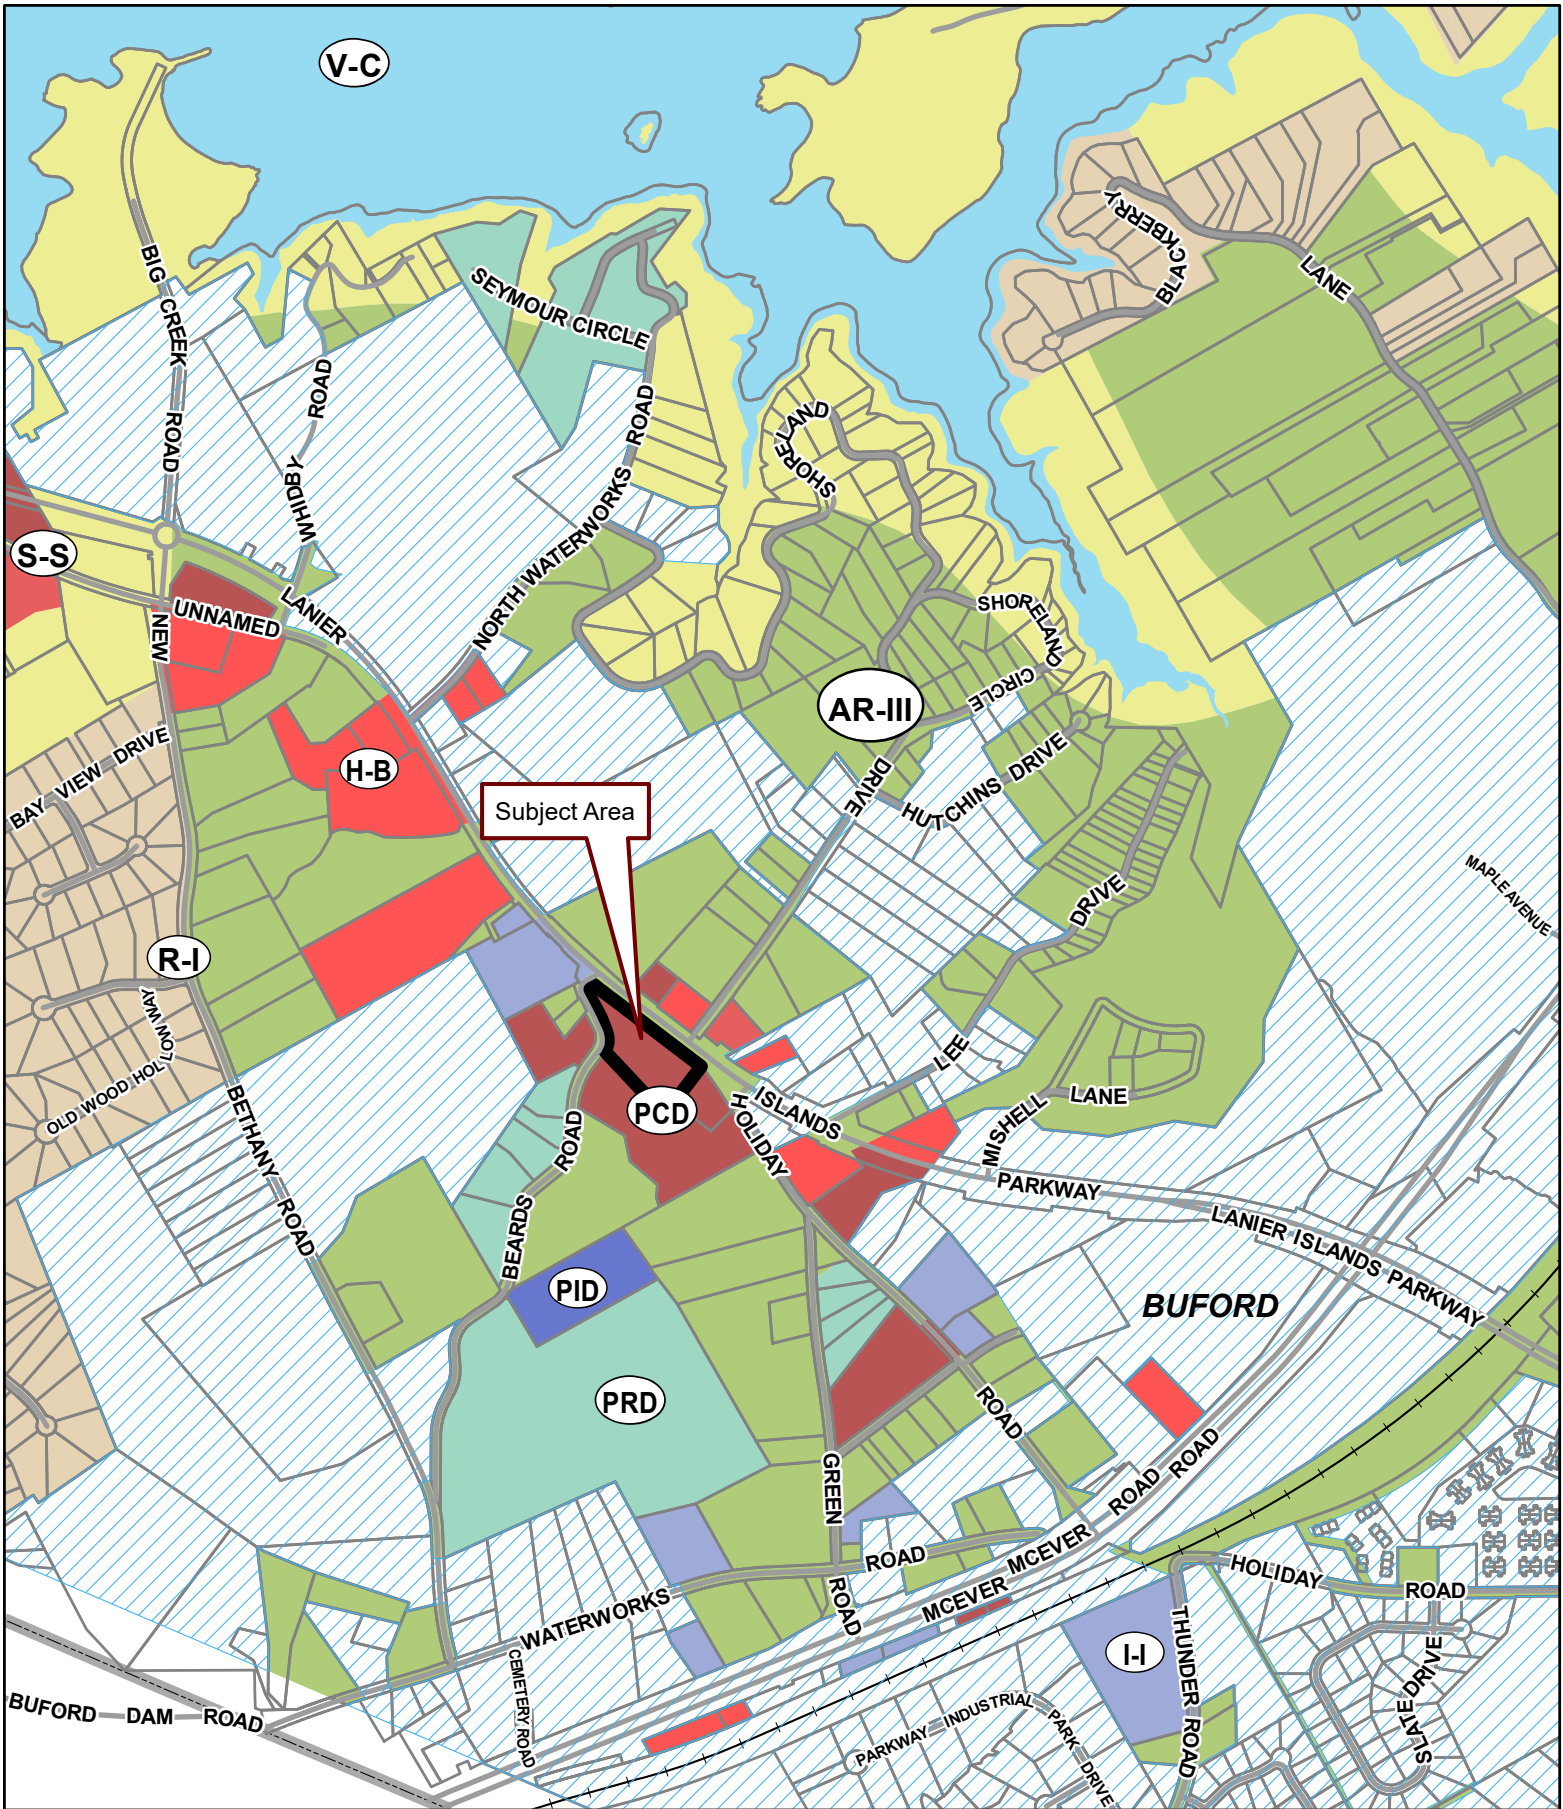 V-C
BIG CREEK ROAD
SEYMOUR CIRCLE
BLACKBERRY
LANE
WHIDBY ROAD
NORTH WATERWORKS ROAD
SHORELAND
S-S
UNNAMED
LANIER
NEW
SHORELAND
CIRCLE
AR-III
DRIVE
HUTCHINS DRIVE
BAY VIEW DRIVE
H-B
Subject Area
MAPLE AVENUE
DRIVE
R-I
OLD WOOD HOLLOW WAY
LEE
BETHANY ROAD
PCD
ISLANDS
HOLIDAY
LANE
MISHELL
PARKWAY
BEARDS ROAD
LANIER ISLANDS PARKWAY
PID
BUFORD
PRD
ROAD
GREEN
ROAD
ROAD
ROAD
MCEVER
MCEVER
ROAD
ROAD
WATERWORKS
HOLIDAY
ROAD
THUNDER ROAD
I-I
SLATE DRIVE
CEMETERY ROAD
BUFORD DAM ROAD
PARKWAY INDUSTRIAL PARK DRIVE